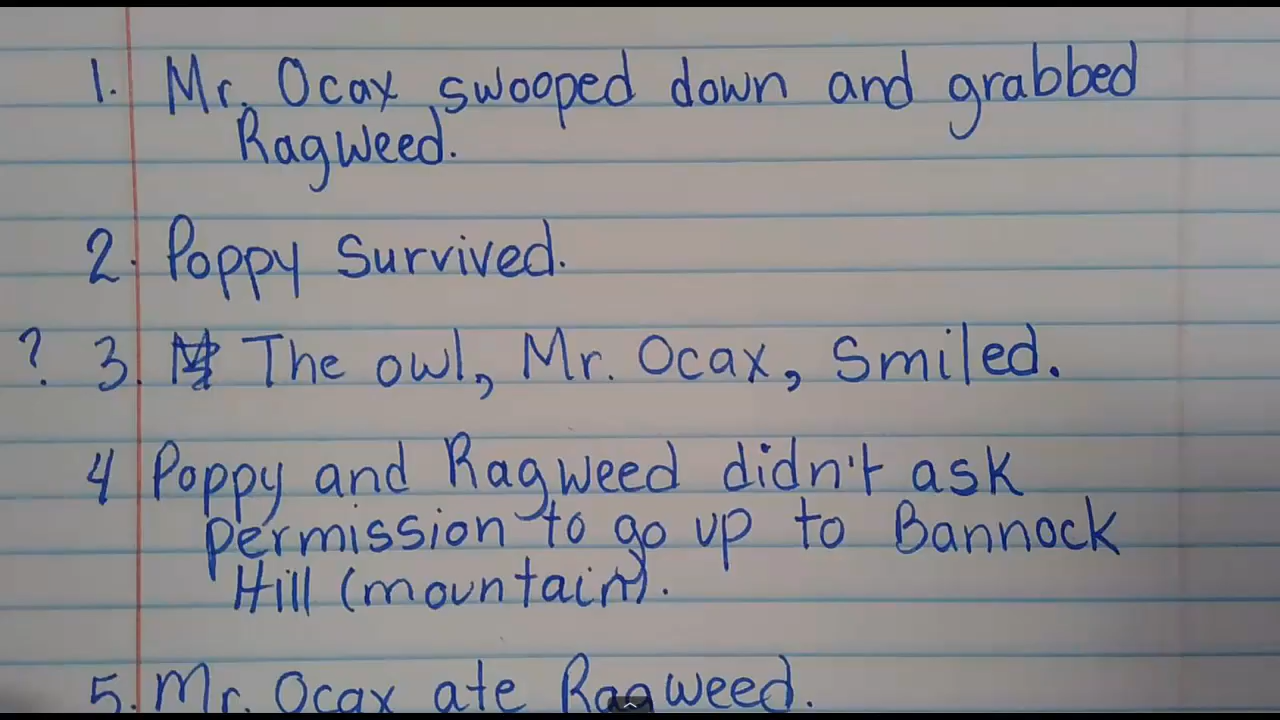 1. Mr. Ocax swooped down and grabbed
Ragweed.
2. Poppy Survived.
? 3. The owl, Mr. Ocax, Smiled.
4 Poppy and Ragweed didn't ask
permission to go up to Bannock
Hill (mountain).
5. Mr. Ocax ate Ragweed.